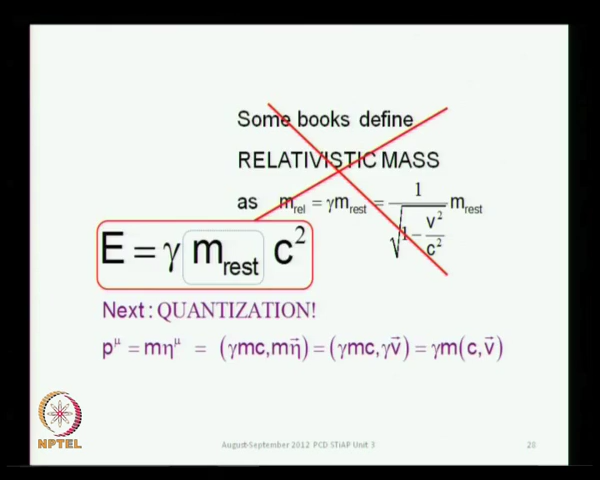 Some books define
RELATIVISTIC MASS
as m_rel = γm_rest = 1/√(1 − v²/c²) m_rest
E = γ m_rest c²
Next : QUANTIZATION!
p^μ = mη^μ = (γmc, mη⃗) = (γmc, γv⃗) = γm(c, v⃗)
NPTEL
August-September 2012 PCD STiAP Unit 3
28